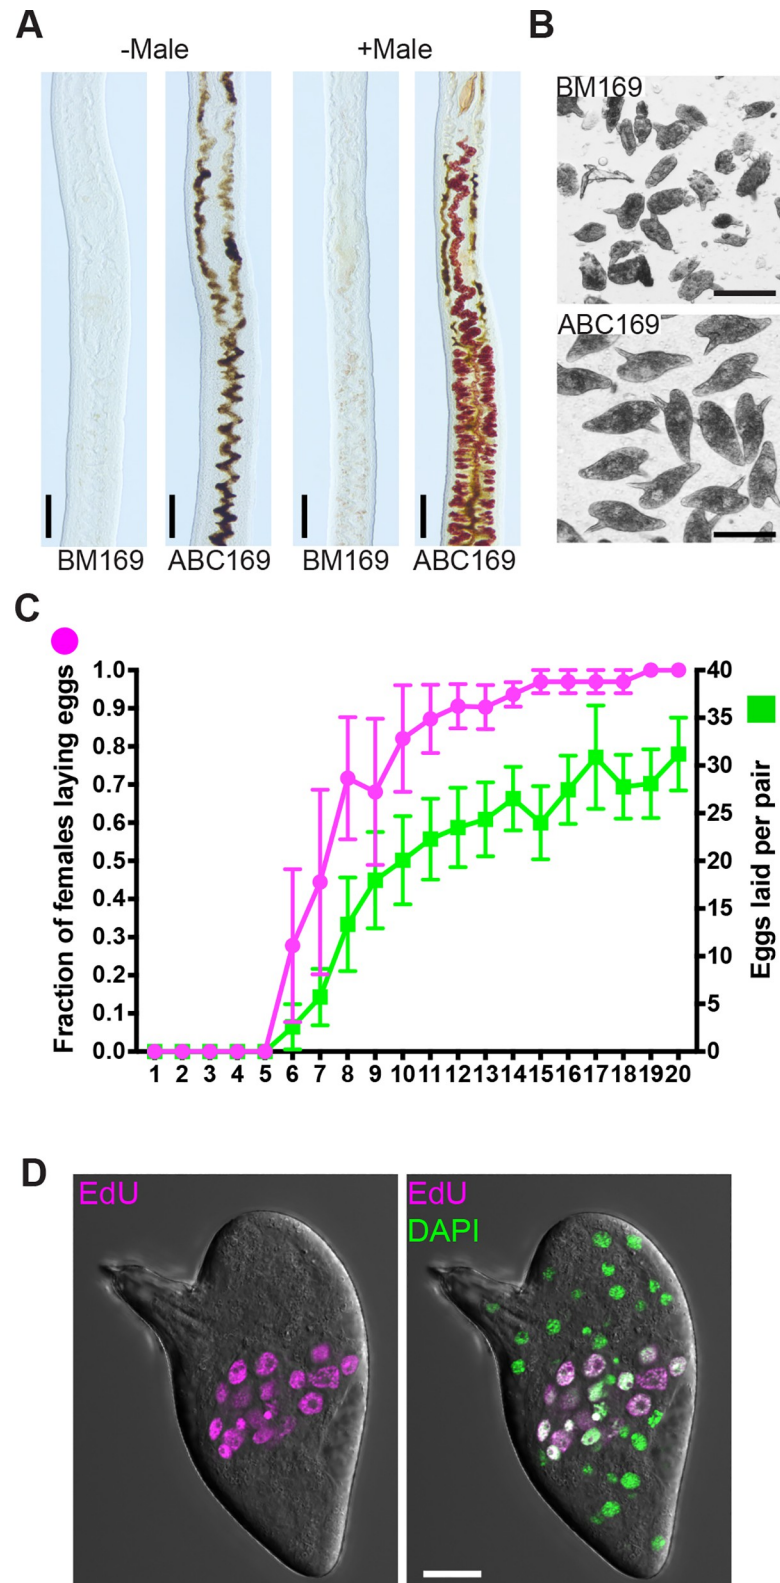 A
-Male
+Male
BM169
ABC169
BM169
ABC169
B
BM169
ABC169
C
Fraction of females laying eggs
1.0
0.9
0.8
0.7
0.6
0.5
0.4
0.3
0.2
0.1
0.0
40
35
30
25
20
15
10
5
0
Eggs laid per pair
1 2 3 4 5 6 7 8 9 10 11 12 13 14 15 16 17 18 19 20
D
EdU
EdU
DAPI